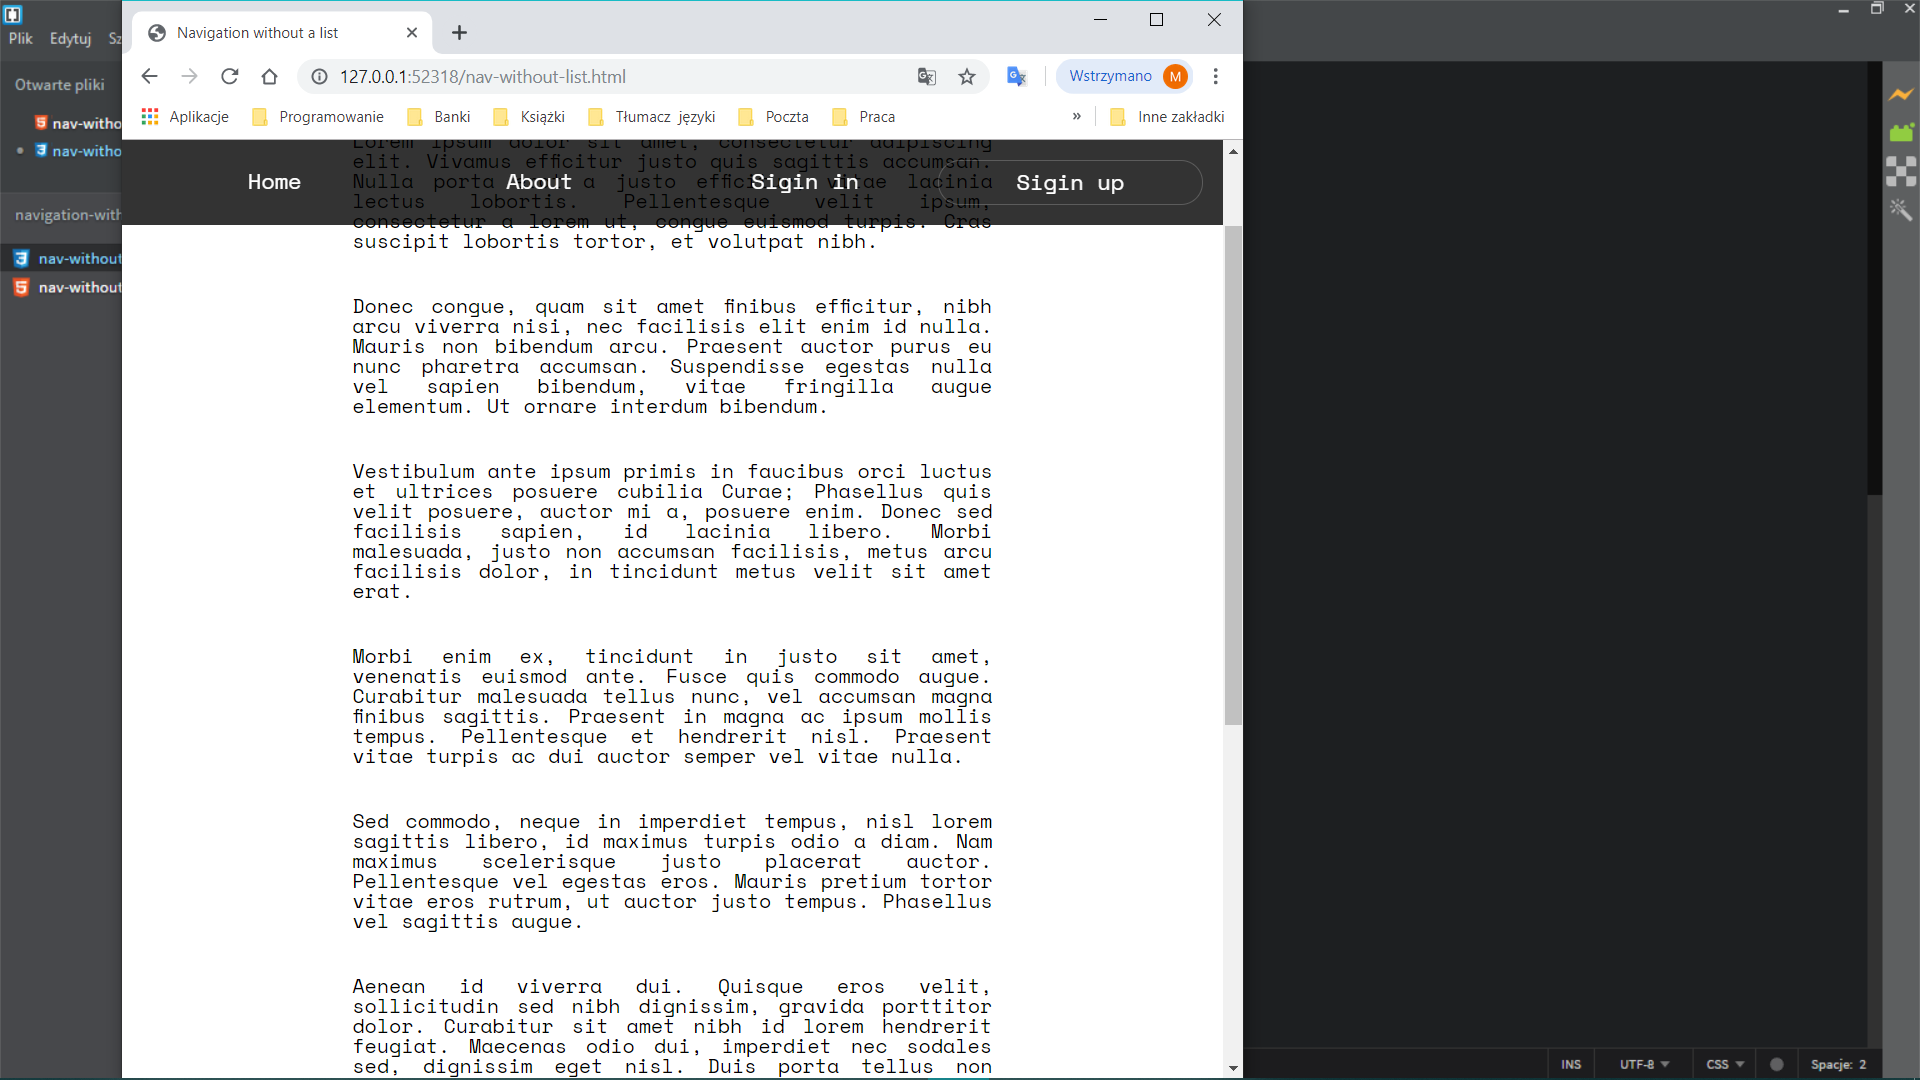 Plik Edytuj Sz
Otwarte pliki
nav-witho
nav-witho
navigation-with
nav-without
nav-without
Navigation without a list
127.0.0.1:52318/nav-without-list.html
Wstrzymano M
Aplikacje Programowanie Banki Książki Tłumacz języki Poczta Praca » Inne zakładki
Home About Sigin in Sigin up
Lorem ipsum dolor sit amet, consectetur adipiscing
elit. Vivamus efficitur justo quis sagittis accumsan.
Nulla porta a justo vitae lacinia
lectus lobortis. Pellentesque velit ipsum,
consectetur a lorem ut, congue euismod turpis. Cras
suscipit lobortis tortor, et volutpat nibh.
Donec congue, quam sit amet finibus efficitur, nibh
arcu viverra nisi, nec facilisis elit enim id nulla.
Mauris non bibendum arcu. Praesent auctor purus eu
nunc pharetra accumsan. Suspendisse egestas nulla
vel sapien bibendum, vitae fringilla augue
elementum. Ut ornare interdum bibendum.
Vestibulum ante ipsum primis in faucibus orci luctus
et ultrices posuere cubilia Curae; Phasellus quis
velit posuere, auctor mi a, posuere enim. Donec sed
facilisis sapien, id lacinia libero. Morbi
malesuada, justo non accumsan facilisis, metus arcu
facilisis dolor, in tincidunt metus velit sit amet
erat.
Morbi enim ex, tincidunt in justo sit amet,
venenatis euismod ante. Fusce quis commodo augue.
Curabitur malesuada tellus nunc, vel accumsan magna
finibus sagittis. Praesent in magna ac ipsum mollis
tempus. Pellentesque et hendrerit nisl. Praesent
vitae turpis ac dui auctor semper vel vitae nulla.
Sed commodo, neque in imperdiet tempus, nisl lorem
sagittis libero, id maximus turpis odio a diam. Nam
maximus scelerisque justo placerat auctor.
Pellentesque vel egestas eros. Mauris pretium tortor
vitae eros rutrum, ut auctor justo tempus. Phasellus
vel sagittis augue.
Aenean id viverra dui. Quisque eros velit,
sollicitudin sed nibh dignissim, gravida porttitor
dolor. Curabitur sit amet nibh id lorem hendrerit
feugiat. Maecenas odio dui, imperdiet nec sodales
sed, dignissim eget nisl. Duis porta tellus non
INS UTF-8 CSS Spacje: 2